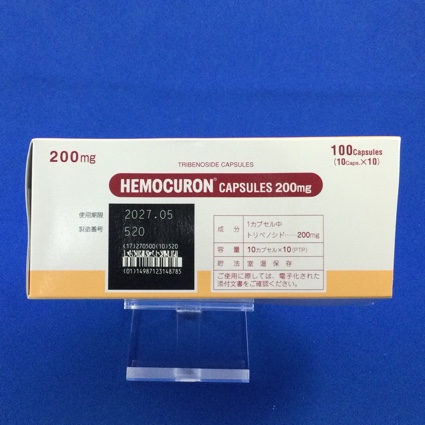 200mg
100Capsules
(10Caps.×10)
TRIBENOSIDE CAPSULES
HEMOCURON® CAPSULES 200mg
使用期限 2027.05
製造番号 520
(17)270500(10)520
(01)14987123148785
成分 1カプセル中
トリベノシド……200mg
容量 10カプセル×10(PTP)
貯法 室温保存
ご使用に際しては、電子化された
添付文書をご確認ください。